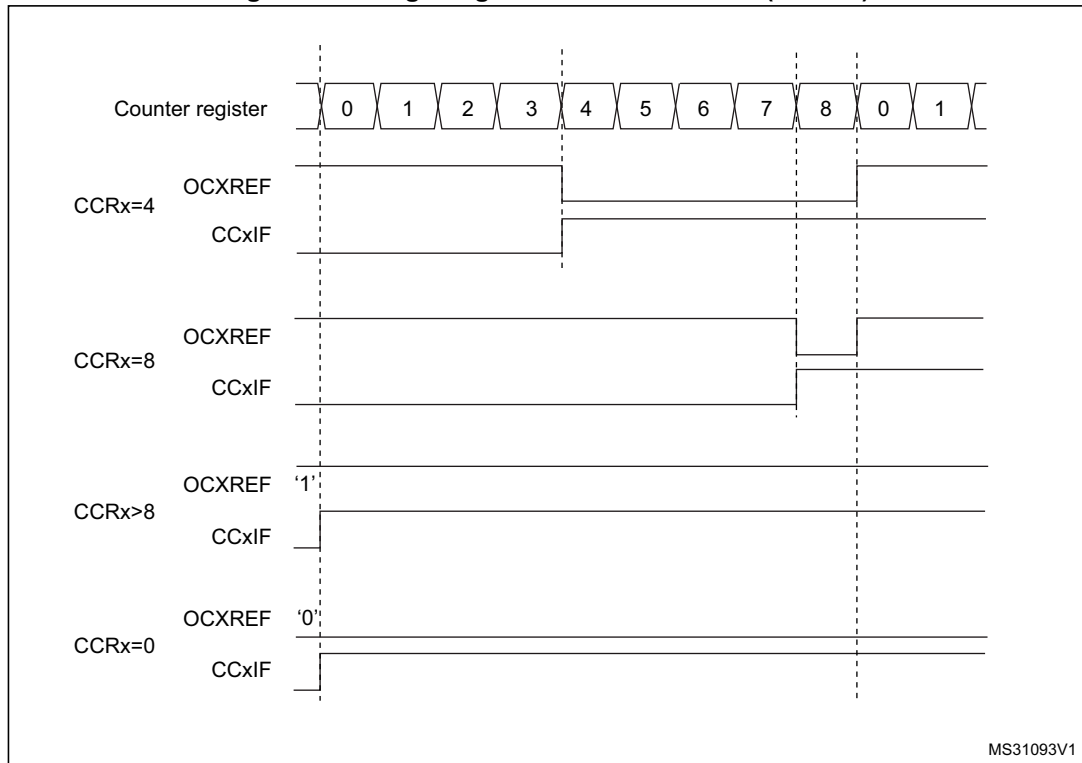 Counter register 0 1 2 3 4 5 6 7 8 0 1
OCXREF
CCRx=4
CCxIF
OCXREF
CCRx=8
CCxIF
OCXREF ‘1’
CCRx>8
CCxIF
OCXREF ‘0’
CCRx=0
CCxIF
MS31093V1